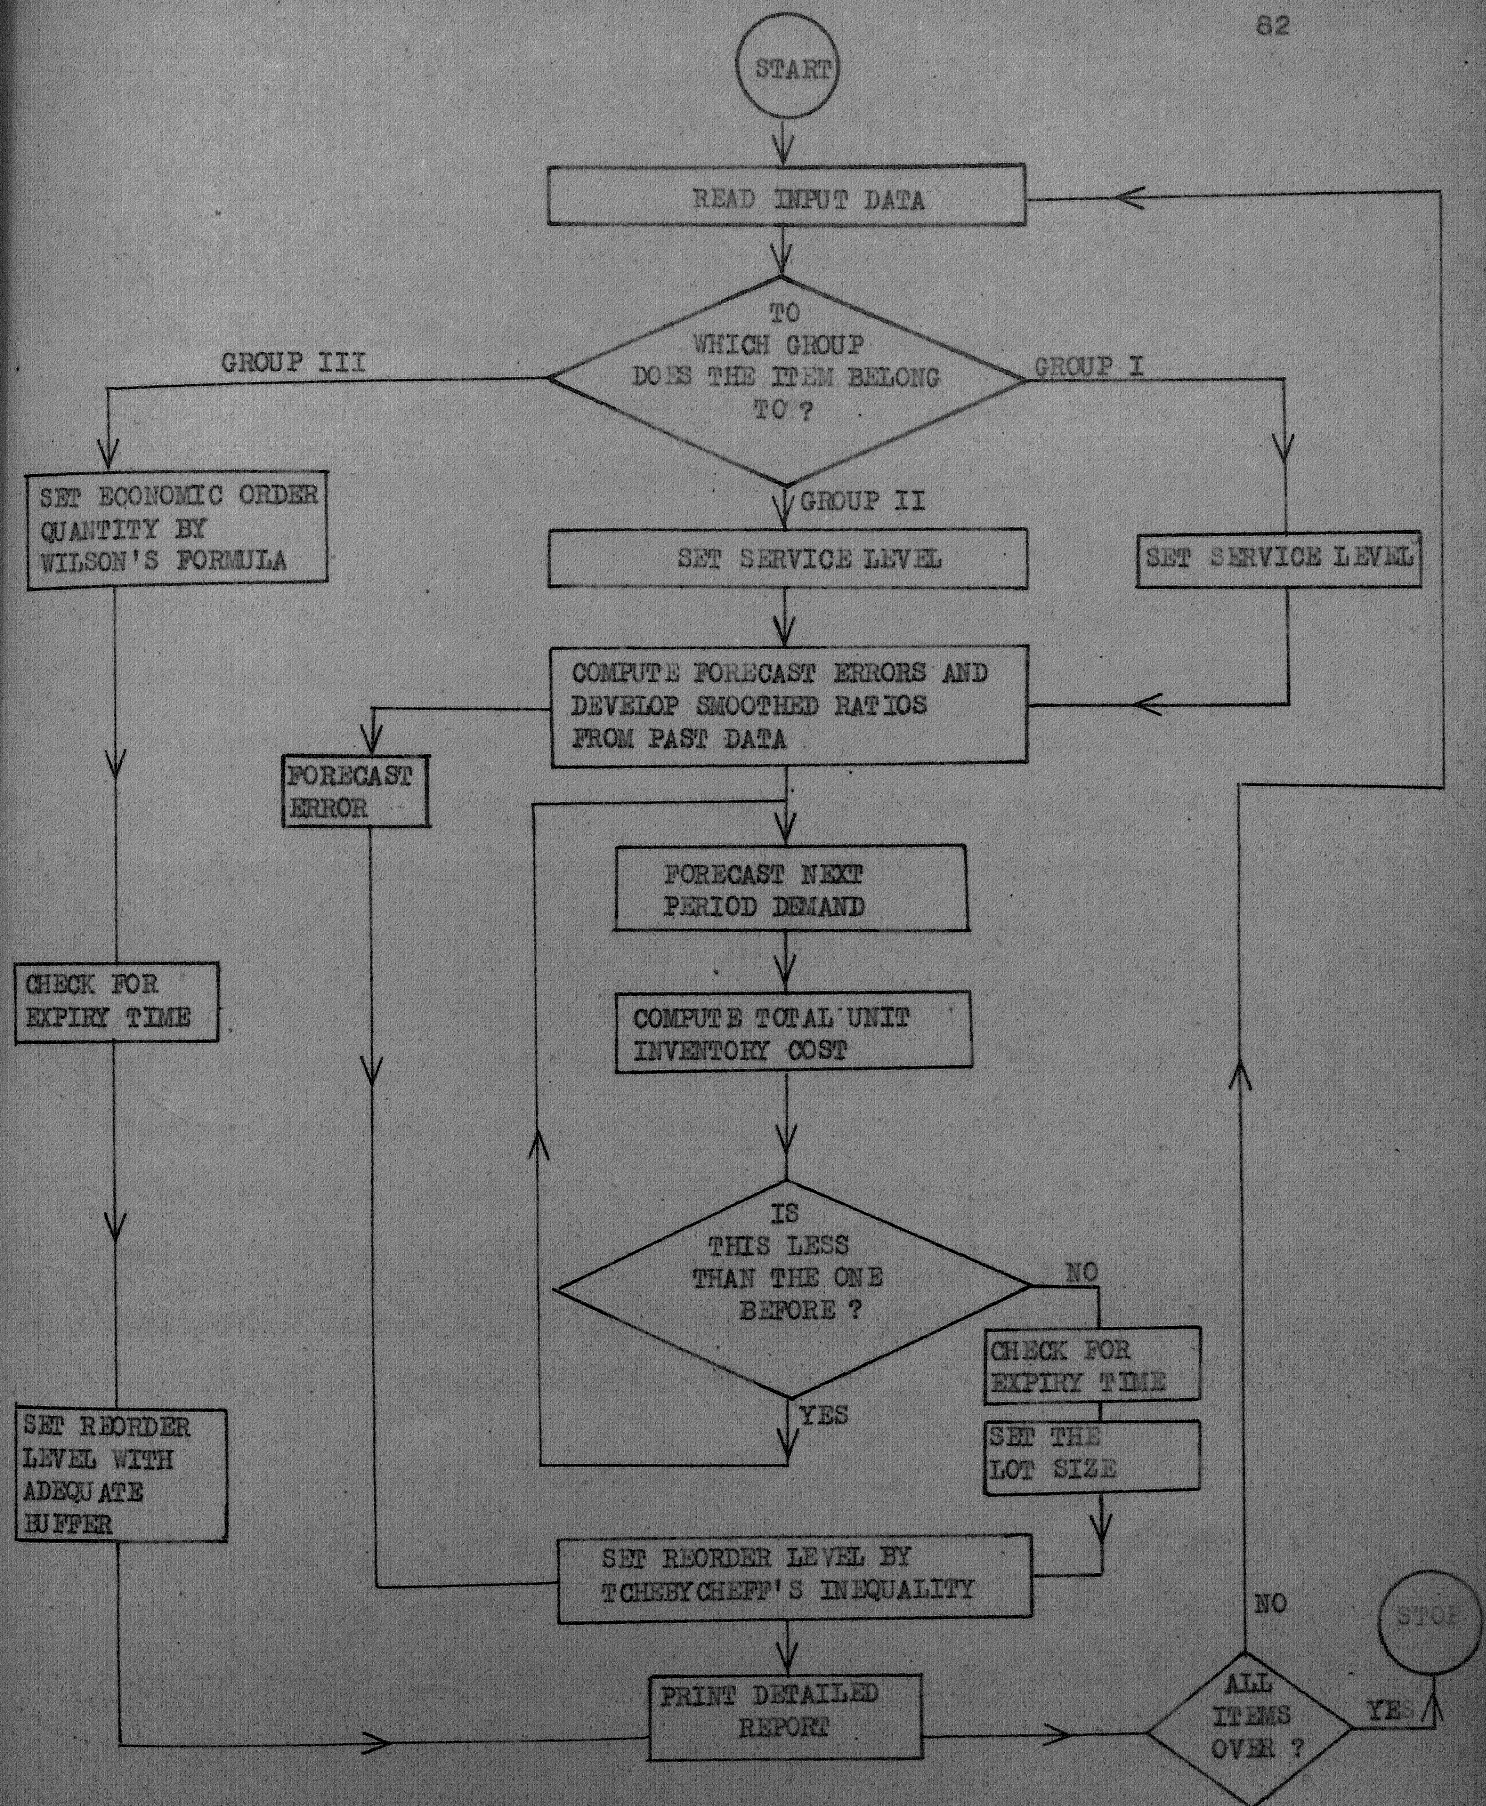 82
START
READ INPUT DATA
TO
WHICH GROUP
DOES THE ITEM BELONG
TO ?
GROUP III
GROUP I
GROUP II
SET ECONOMIC ORDER
QUANTITY BY
WILSON'S FORMULA
SET SERVICE LEVEL
SET SERVICE LEVEL
COMPUTE FORECAST ERRORS AND
DEVELOP SMOOTHED RATIOS
FROM PAST DATA
FORECAST
ERROR
FORECAST NEXT
PERIOD DEMAND
CHECK FOR
EXPIRY TIME
COMPUTE TOTAL UNIT
INVENTORY COST
IS
THIS LESS
THAN THE ONE
BEFORE ?
NO
CHECK FOR
EXPIRY TIME
YES
SET THE
LOT SIZE
SET REORDER
LEVEL WITH
ADEQUATE
BUFFER
SET REORDER LEVEL BY
TCHEBYCHEFF'S INEQUALITY
NO
STOP
PRINT DETAILED
REPORT
ALL
ITEMS
OVER ?
YES